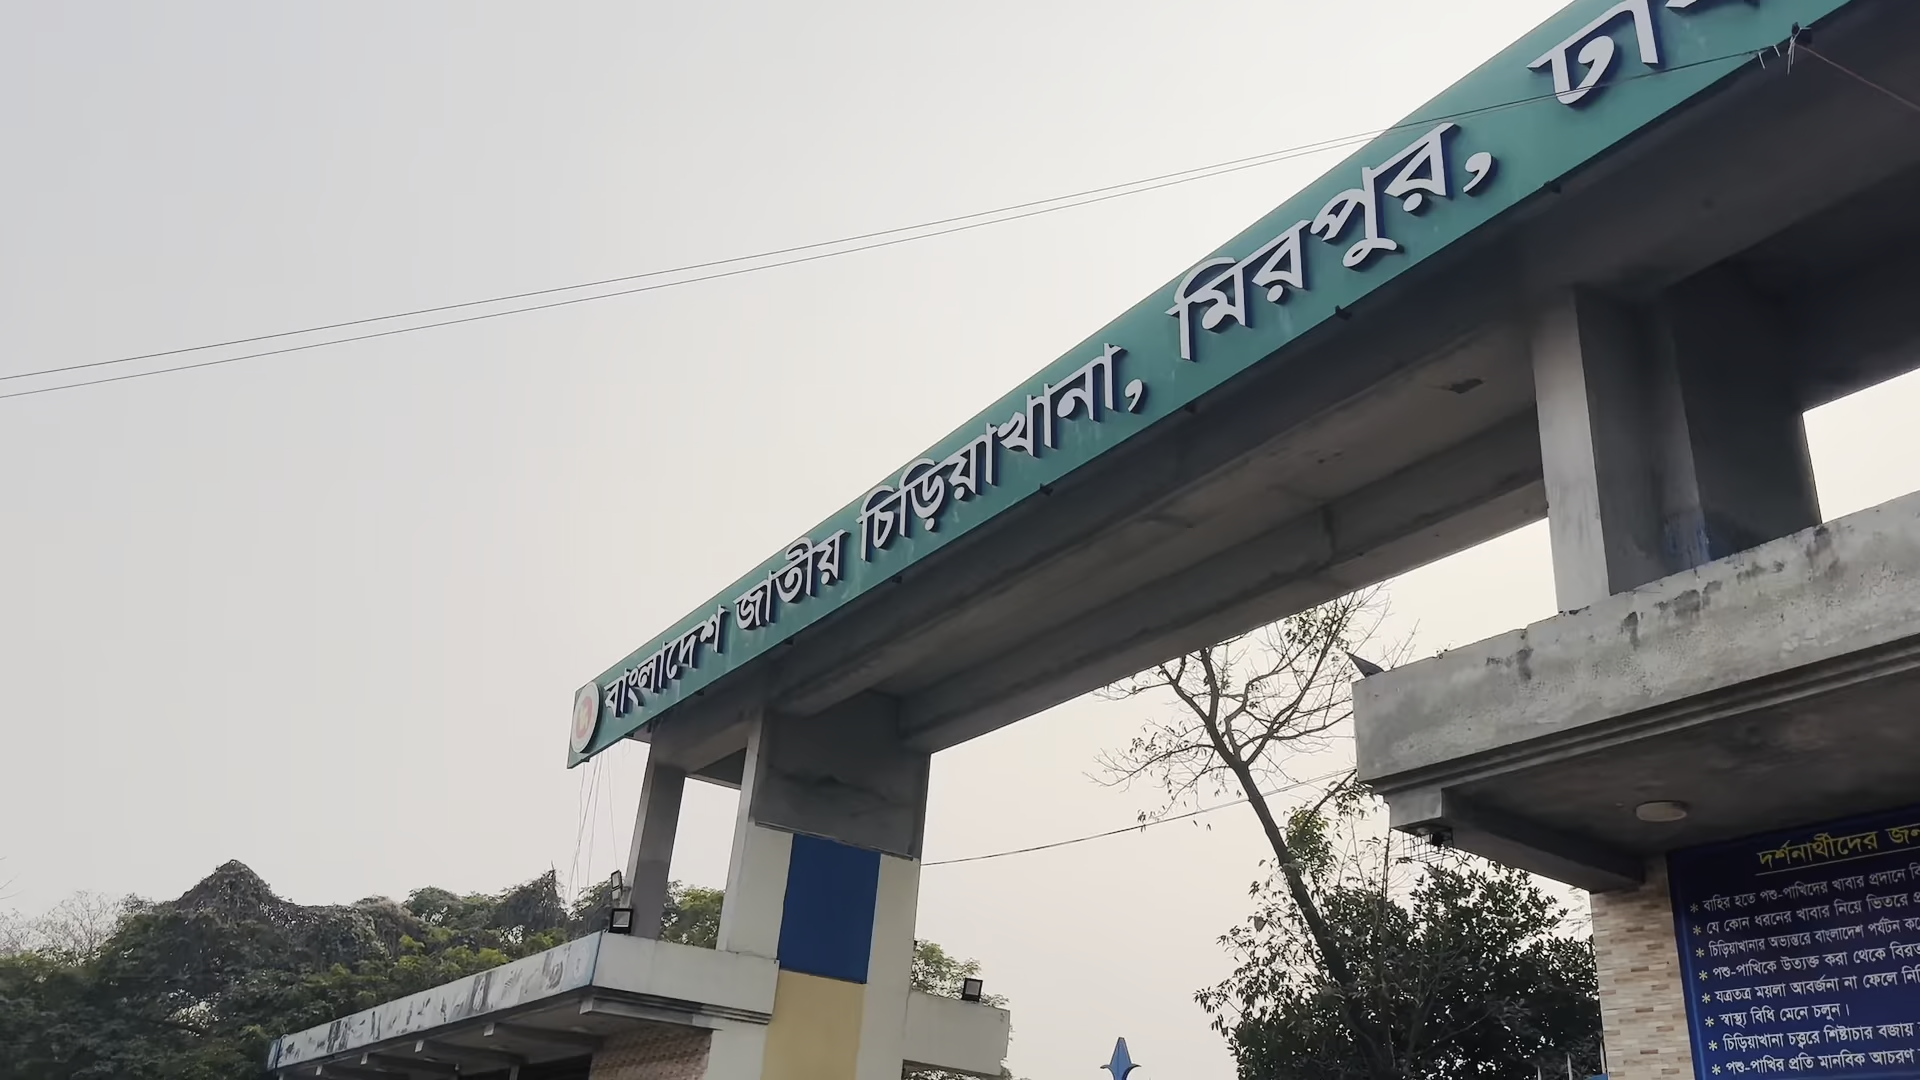 বাংলাদেশ জাতীয় চিড়িয়াখানা, মিরপুর,
দর্শনার্থীদের
* বাহির হতে পশু-পাখিদের খাবার প্রদানে
* যে কোন ধরনের খাবার নিয়ে ভিতরে
* চিড়িয়াখানার অভ্যন্তরে বাংলাদেশ পর্যটন
* পশু-পাখিকে উত্যক্ত করা থেকে
* যত্রতত্র ময়লা আবর্জনা না ফেলে
* স্বাস্থ্য বিধি মেনে চলুন।
* চিড়িয়াখানা চত্ত্বরে শিষ্টাচার বজায়
* পশু-পাখির প্রতি মানবিক আচরণ